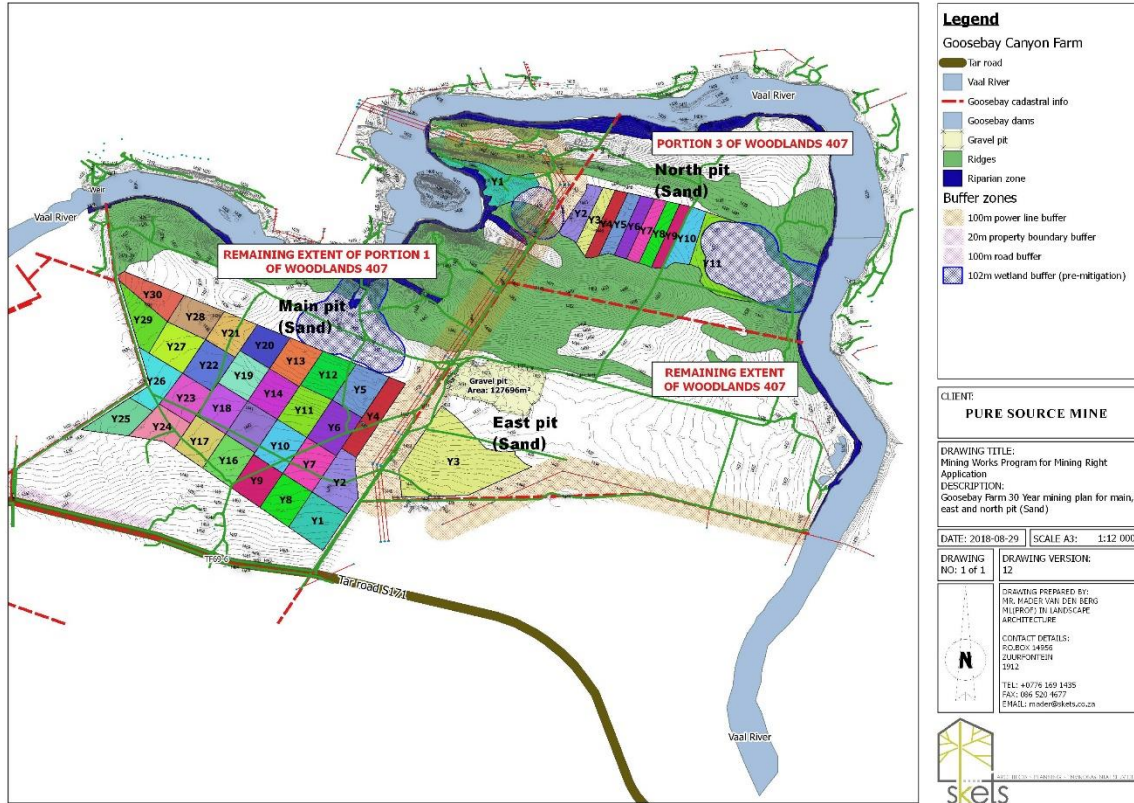 Vaal River
PORTION 3 OF WOODLANDS 407
North pit
(Sand)
Y1
Y2
Y3
Y4
Y5
Y6
Y7
Y8
Y9
Y10
Y11
Weir
Vaal River
REMAINING EXTENT OF PORTION 1
OF WOODLANDS 407
Main pit
(Sand)
Y30
Y28
Y21
Y20
Y13
Y12
Y5
Y4
Y29
Y27
Y22
Y19
Y14
Y11
Y6
Y26
Y23
Y18
Y10
Y7
Y2
Y25
Y24
Y17
Y16
Y9
Y8
Y1
Gravel pit
Area: 127696m²
REMAINING EXTENT
OF WOODLANDS 407
East pit
(Sand)
Y3
Tar road S171
Vaal River
Legend
Goosebay Canyon Farm
Tar road
Vaal River
Goosebay cadastral info
Goosebay dams
Gravel pit
Ridges
Riparian zone
Buffer zones
100m power line buffer
20m property boundary buffer
100m road buffer
102m wetland buffer (pre-mitigation)
CLIENT:
PURE SOURCE MINE
DRAWING TITLE:
Mining Works Program for Mining Right
Application
DESCRIPTION:
Goosebay Farm 30 Year mining plan for main,
east and north pit (Sand)
DATE: 2018-08-29
SCALE A3: 1:12 000
DRAWING
NO: 1 of 1
DRAWING VERSION:
12
DRAWING PREPARED BY:
MR. MADER VAN DEN BERG
ML(PROF) IN LANDSCAPE
ARCHITECTURE
CONTACT DETAILS:
P.O.BOX 14956
ZUURFONTEIN
1912
TEL: +0776 169 1435
FAX: 086 520 4677
EMAIL: mader@skets.co.za
N
skets